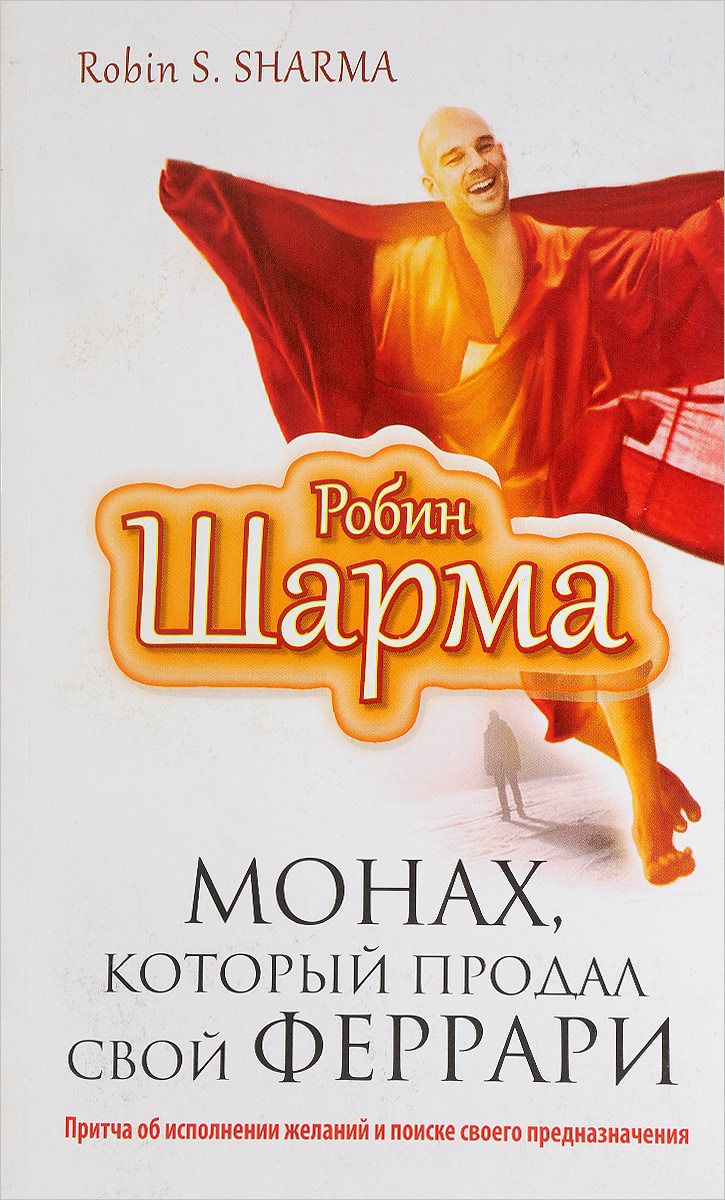 Robin S. SHARMA
Робин
Шарма
МОНАХ,
КОТОРЫЙ ПРОДАЛ
СВОЙ ФЕРРАРИ
Притча об исполнении желаний и поиске своего предназначения